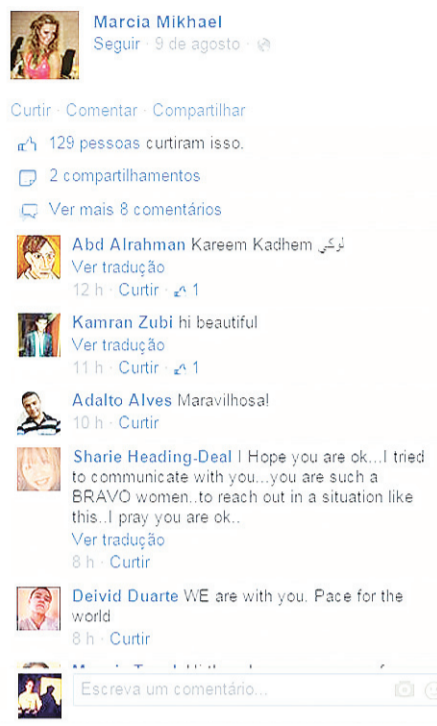 Marcia Mikhael
Seguir · 9 de agosto ·
Curtir · Comentar · Compartilhar
129 pessoas curtiram isso.
2 compartilhamentos
Ver mais 8 comentários
Abd Alrahman Kareem Kadhem
Ver tradução
12 h · Curtir · 1
Kamran Zubi hi beautiful
Ver tradução
11 h · Curtir · 1
Adalto Alves Maravilhosa!
10 h · Curtir
Sharie Heading-Deal I Hope you are ok...I tried
to communicate with you...you are such a
BRAVO women..to reach out in a situation like
this..I pray you are ok..
Ver tradução
8 h · Curtir
Deivid Duarte WE are with you. Pace for the
world
8 h · Curtir
Escreva um comentário...